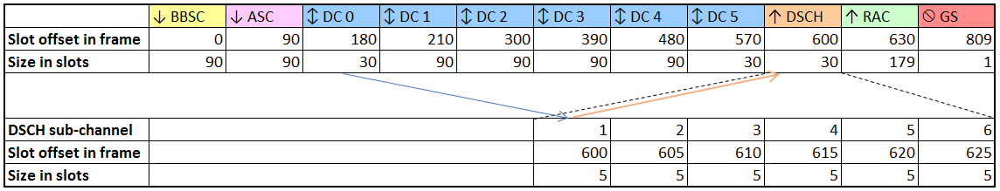 ↓ BBSC ↓ ASC ↕ DC 0 ↕ DC 1 ↕ DC 2 ↕ DC 3 ↕ DC 4 ↕ DC 5 ↑ DSCH ↑ RAC 🛇 GS
Slot offset in frame 0 90 180 210 300 390 480 570 600 630 809
Size in slots 90 90 30 90 90 90 90 30 30 179 1
DSCH sub-channel 1 2 3 4 5 6
Slot offset in frame 600 605 610 615 620 625
Size in slots 5 5 5 5 5 5